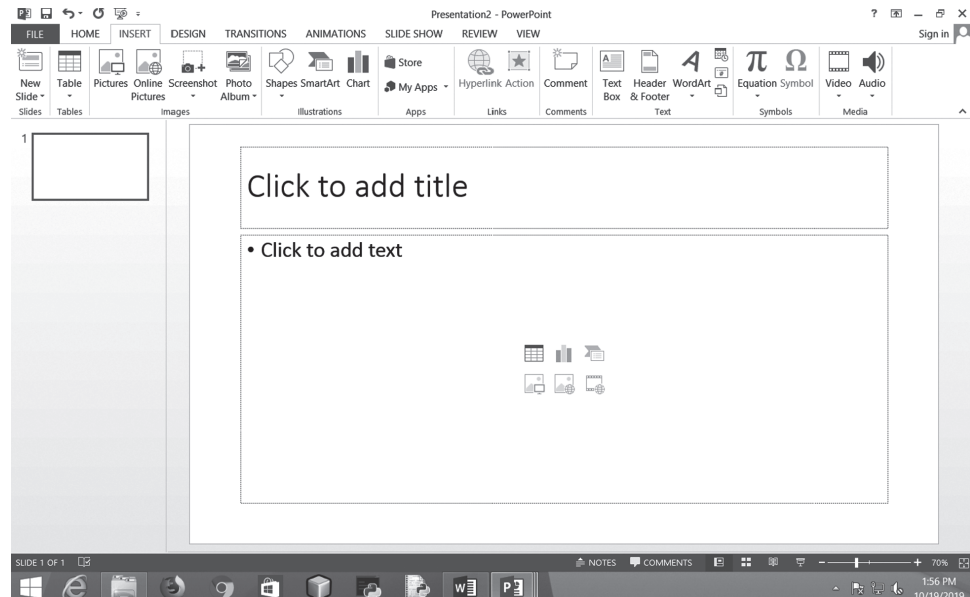 Presentation2 - PowerPoint
?
FILE HOME INSERT DESIGN TRANSITIONS ANIMATIONS SLIDE SHOW REVIEW VIEW Sign in
New Slide Table Pictures Online Pictures Screenshot Photo Album Shapes SmartArt Chart Store My Apps Hyperlink Action Comment Text Box Header & Footer WordArt Equation Symbol Video Audio
Slides Tables Images Illustrations Apps Links Comments Text Symbols Media
1
Click to add title
• Click to add text
SLIDE 1 OF 1 NOTES COMMENTS 70%
1:56 PM
10/19/2019